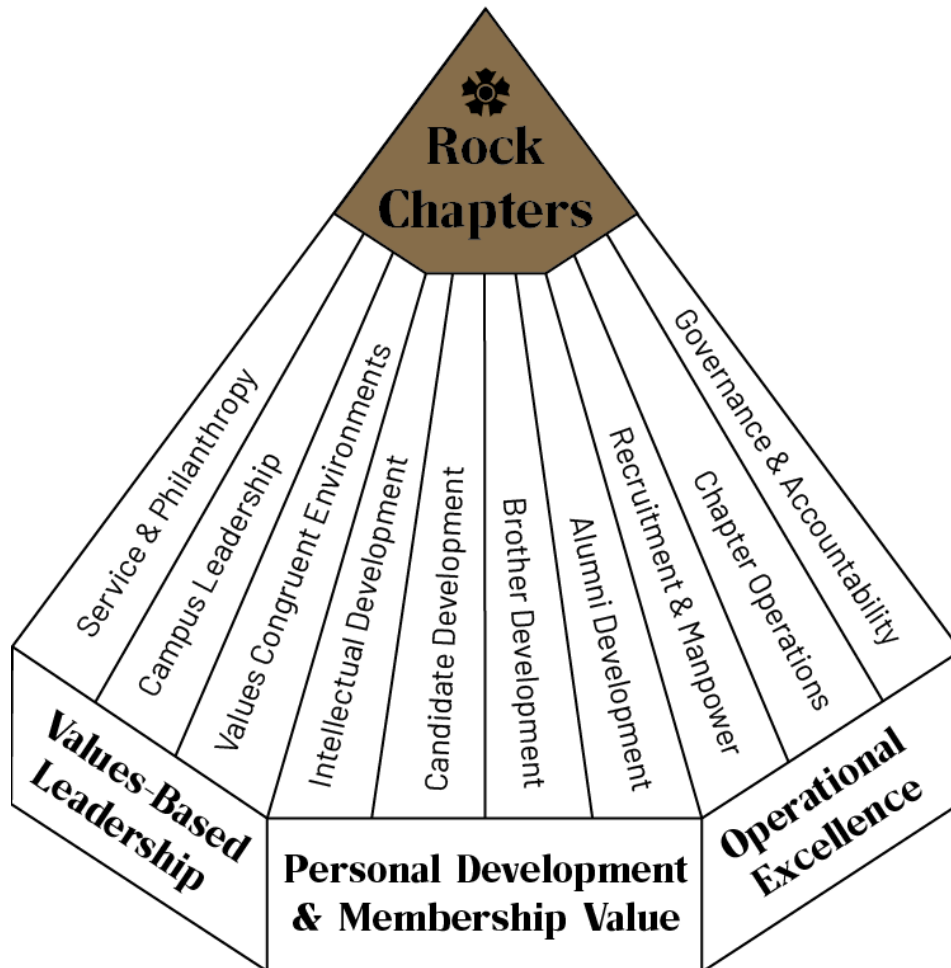 Rock
Chapters
Service & Philanthropy
Campus Leadership
Values Congruent Environments
Intellectual Development
Candidate Development
Brother Development
Alumni Development
Recruitment & Manpower
Chapter Operations
Governance & Accountability
Values-Based
Leadership
Personal Development
& Membership Value
Operational
Excellence